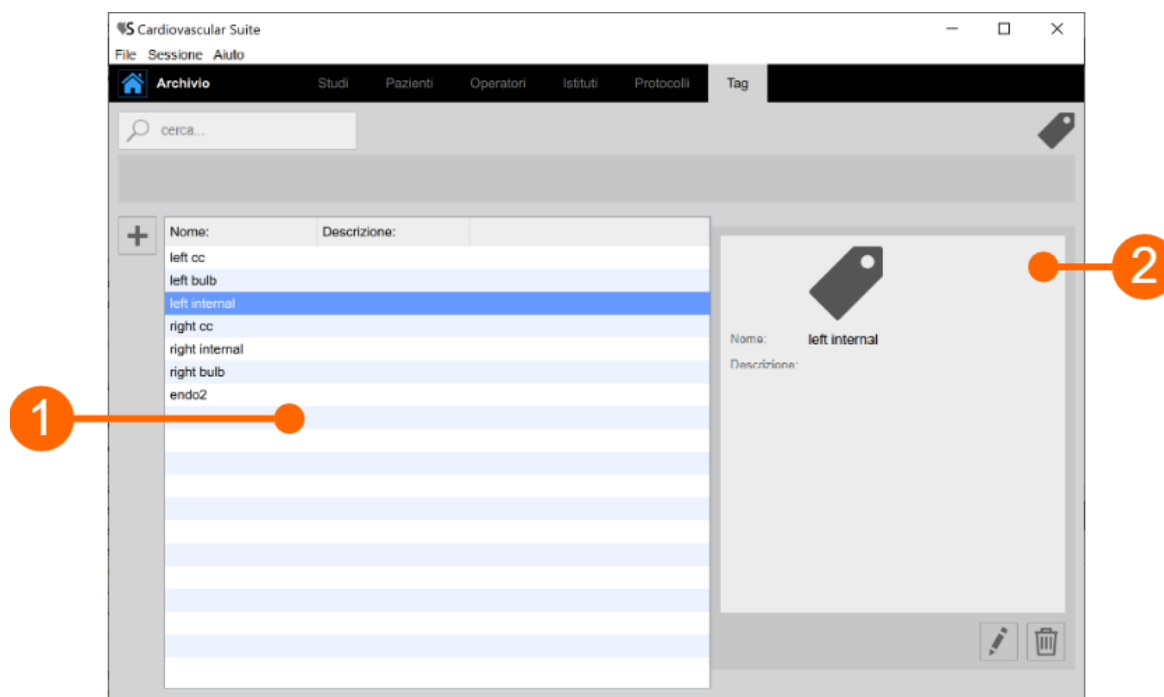 VS Cardiovascular Suite
File Sessione Aiuto
Archivio Studi Pazienti Operatori Istituti Protocolli Tag
cerca...
+
Nome: Descrizione:
left cc
left bulb
left internal
right cc
right internal
right bulb
endo2
1
2
Nome: left internal
Descrizione: